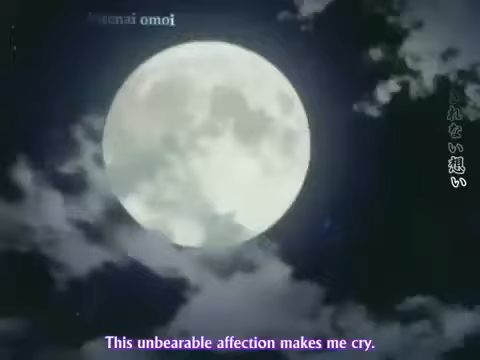 omoi
れない想い
This unbearable affection makes me cry.